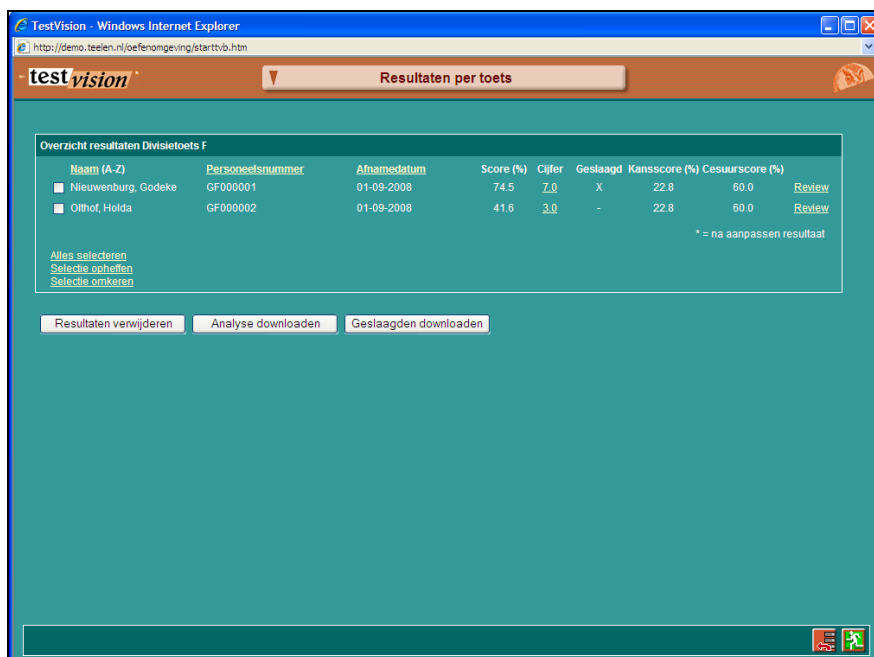 TestVision - Windows Internet Explorer
http://demo.teelen.nl/oefenomgeving/starttvb.htm
testvision
Resultaten per toets
Overzicht resultaten Divisietoets F
Naam (A-Z) Personeelsnummer Afnamedatum Score (%) Cijfer Geslaagd Kansscore (%) Cesuurscore (%)
Nieuwenburg, Godeke GF000001 01-09-2008 74.5 7.0 X 22.8 60.0 Review
Olthof, Holda GF000002 01-09-2008 41.6 3.0 - 22.8 60.0 Review
* = na aanpassen resultaat
Alles selecteren
Selectie opheffen
Selectie omkeren
Resultaten verwijderen Analyse downloaden Geslaagden downloaden